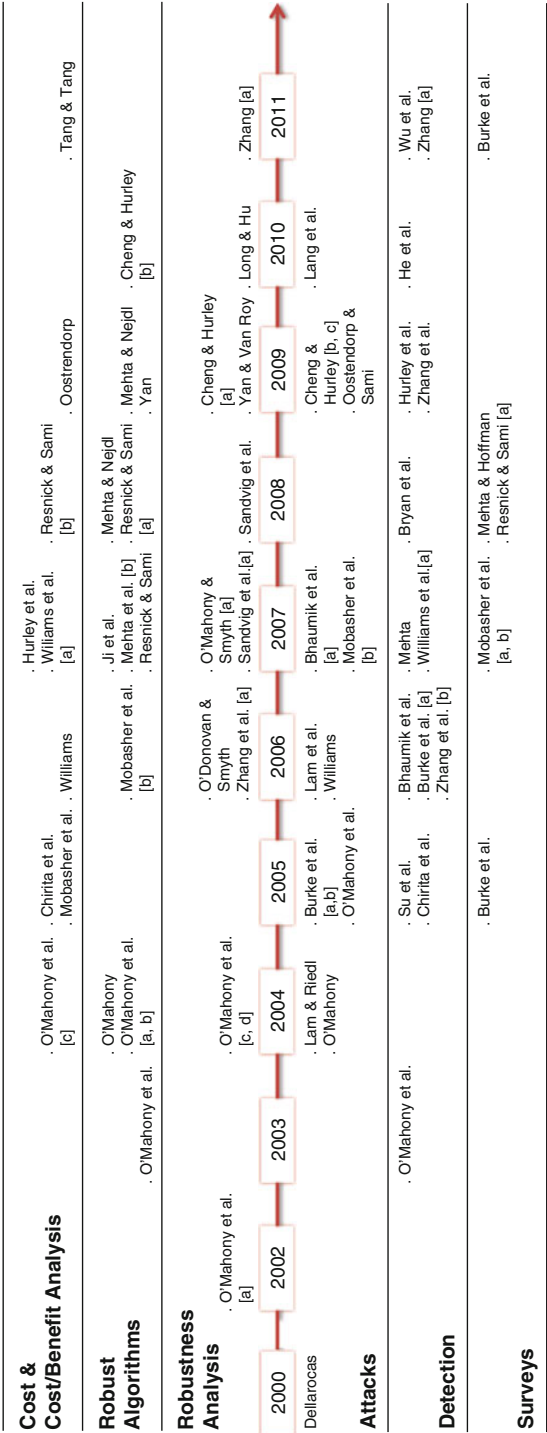 Cost &
Cost/Benefit Analysis
. O'Mahony et al.
[c]
. Chirita et al.
. Mobasher et al.
. Williams
. Hurley et al.
. Williams et al.
[a]
. Resnick & Sami
[b]
. Oostrendorp
. Tang & Tang
Robust
Algorithms
. O'Mahony et al.
. O'Mahony
. O'Mahony et al.
[a, b]
. Mobasher et al.
[b]
. Ji et al.
. Mehta et al. [b]
. Resnick & Sami
. Mehta & Nejdl
. Resnick & Sami
[a]
. Mehta & Nejdl
. Yan
. Cheng & Hurley
[b]
Robustness
Analysis
. O'Mahony et al.
[a]
. O'Mahony et al.
[c, d]
. O'Donovan &
Smyth
. Zhang et al. [a]
. O'Mahony &
Smyth [a]
. Sandvig et al.[a]
. Sandvig et al.
. Cheng & Hurley
[a]
. Yan & Van Roy
. Long & Hu
. Zhang [a]
2000
2002
2003
2004
2005
2006
2007
2008
2009
2010
2011
Attacks
Dellarocas
. Lam & Riedl
. O'Mahony
. Burke et al.
[a,b]
. O'Mahony et al.
. Lam et al.
. Williams
. Bhaumik et al.
[a]
. Mobasher et al.
[b]
. Cheng &
Hurley [b, c]
. Oostendorp &
Sami
. Lang et al.
Detection
. O'Mahony et al.
. Su et al.
. Chirita et al.
. Bhaumik et al.
. Burke et al. [a]
. Zhang et al. [b]
. Mehta
. Williams et al.[a]
. Bryan et al.
. Hurley et al.
. Zhang et al.
. He et al.
. Wu et al.
. Zhang [a]
Surveys
. Burke et al.
. Mobasher et al.
[a, b]
. Mehta & Hoffman
. Resnick & Sami [a]
. Burke et al.